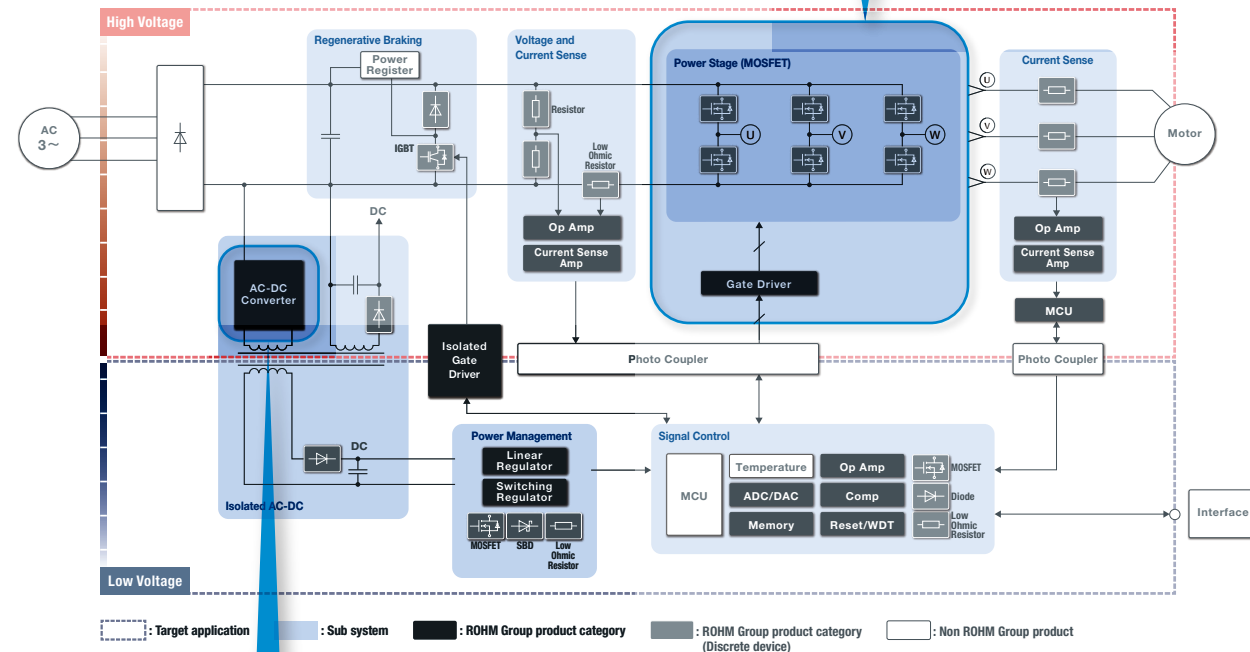 High Voltage
Regenerative Braking
Power
Register
IGBT
Voltage and
Current Sense
Resistor
Low
Ohmic
Resistor
Op Amp
Current Sense
Amp
Power Stage (MOSFET)
U
V
W
Gate Driver
U
V
W
Current Sense
Op Amp
Current Sense
Amp
MCU
Photo Coupler
Motor
AC
3～
DC
AC-DC
Converter
Isolated
Gate
Driver
Photo Coupler
DC
Isolated AC-DC
Power Management
Linear
Regulator
Switching
Regulator
MOSFET
SBD
Low
Ohmic
Resistor
Signal Control
MCU
Temperature
Op Amp
ADC/DAC
Comp
Memory
Reset/WDT
MOSFET
Diode
Low
Ohmic
Resistor
Interface
Low Voltage
: Target application
: Sub system
: ROHM Group product category
: ROHM Group product category
(Discrete device)
: Non ROHM Group product